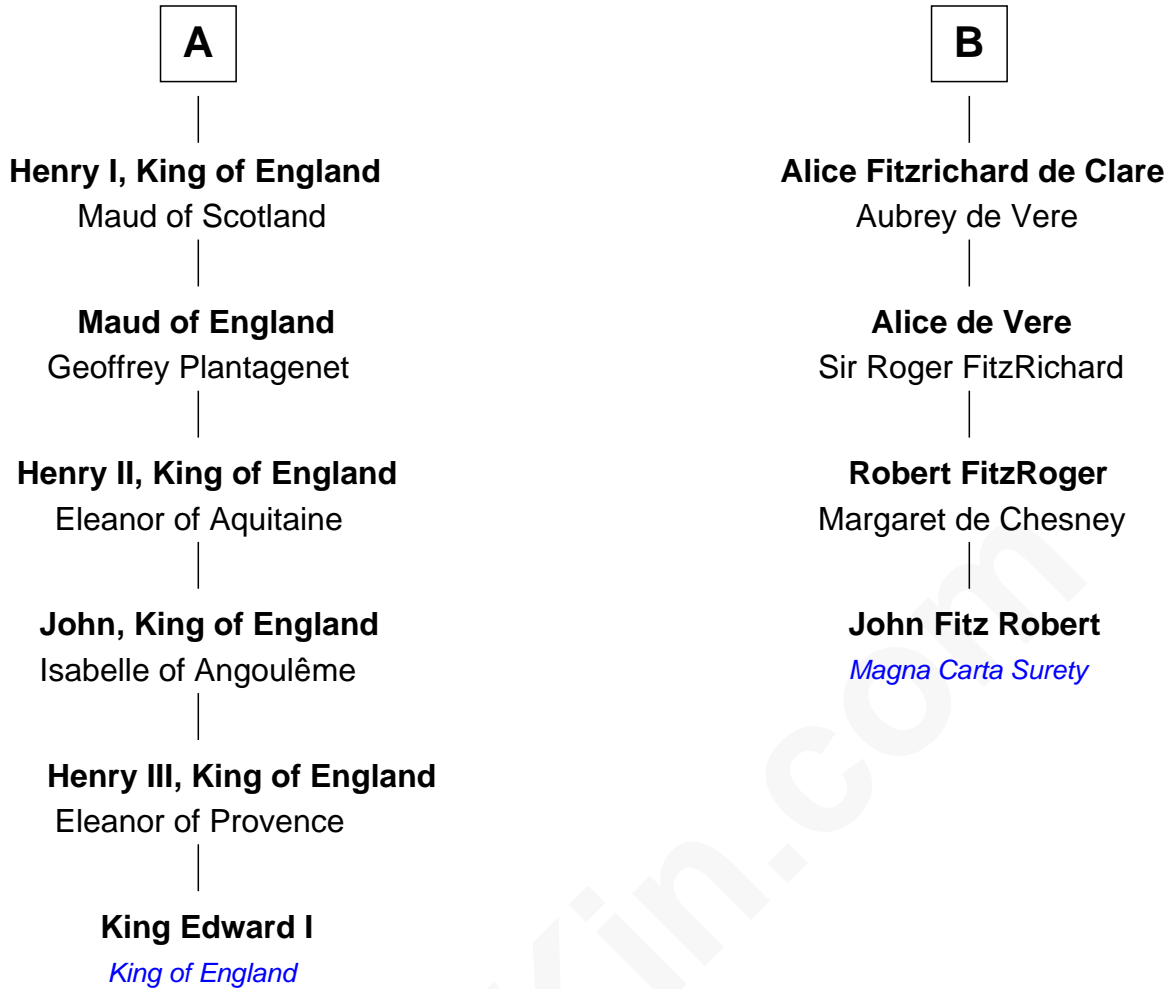 A
Henry I, King of England
Maud of Scotland
Maud of England
Geoffrey Plantagenet
Henry II, King of England
Eleanor of Aquitaine
John, King of England
Isabelle of Angoulême
Henry III, King of England
Eleanor of Provence
King Edward I
King of England
B
Alice Fitzrichard de Clare
Aubrey de Vere
Alice de Vere
Sir Roger FitzRichard
Robert FitzRoger
Margaret de Chesney
John Fitz Robert
Magna Carta Surety
Kin.com